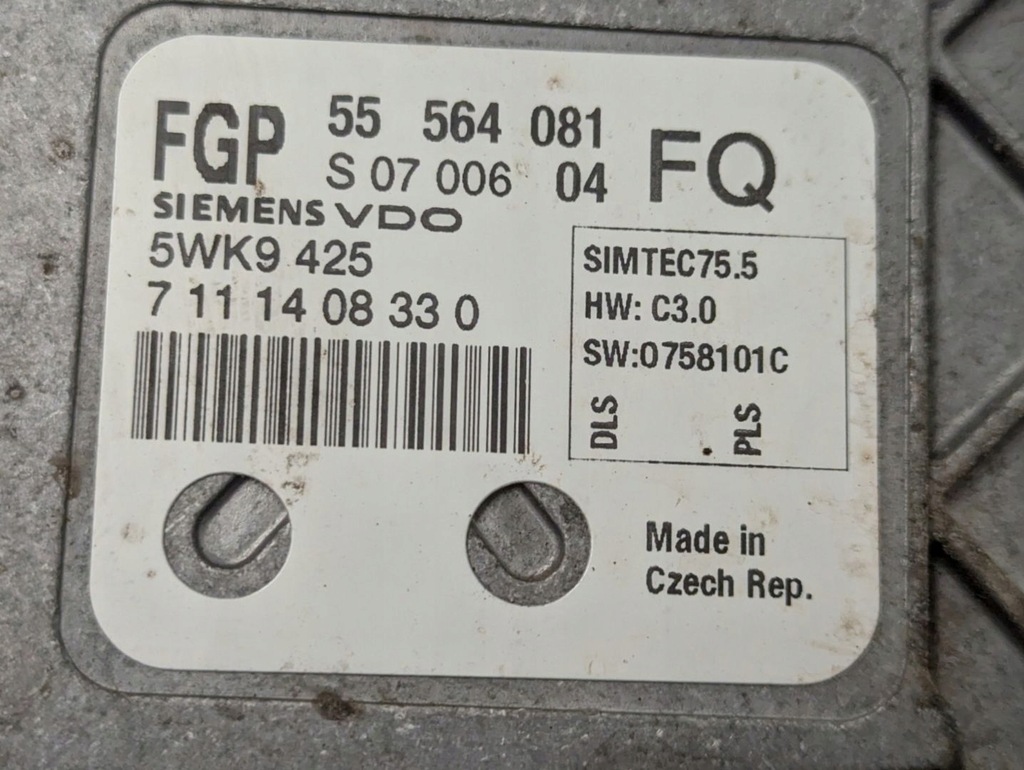 FGP 55 564 081 FQ
S 07 006 04
SIEMENS VDO
5WK9 425
7 11 14 08 33 0
SIMTEC75.5
HW: C3.0
SW:0758101C
DLS PLS
Made in
Czech Rep.